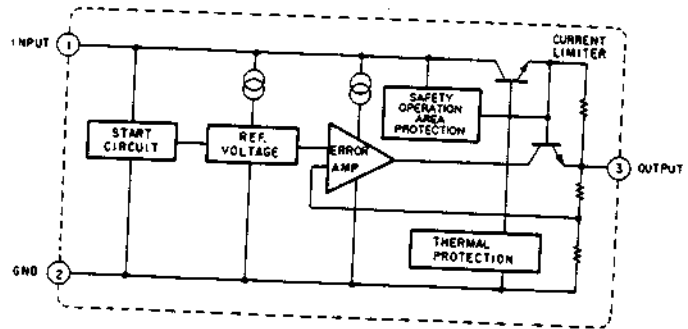 INPUT
1
CURRENT
LIMITER
SAFETY
OPERATION
AREA
PROTECTION
START
CIRCUIT
REF.
VOLTAGE
ERROR
AMP
3
OUTPUT
THERMAL
PROTECTION
GND
2